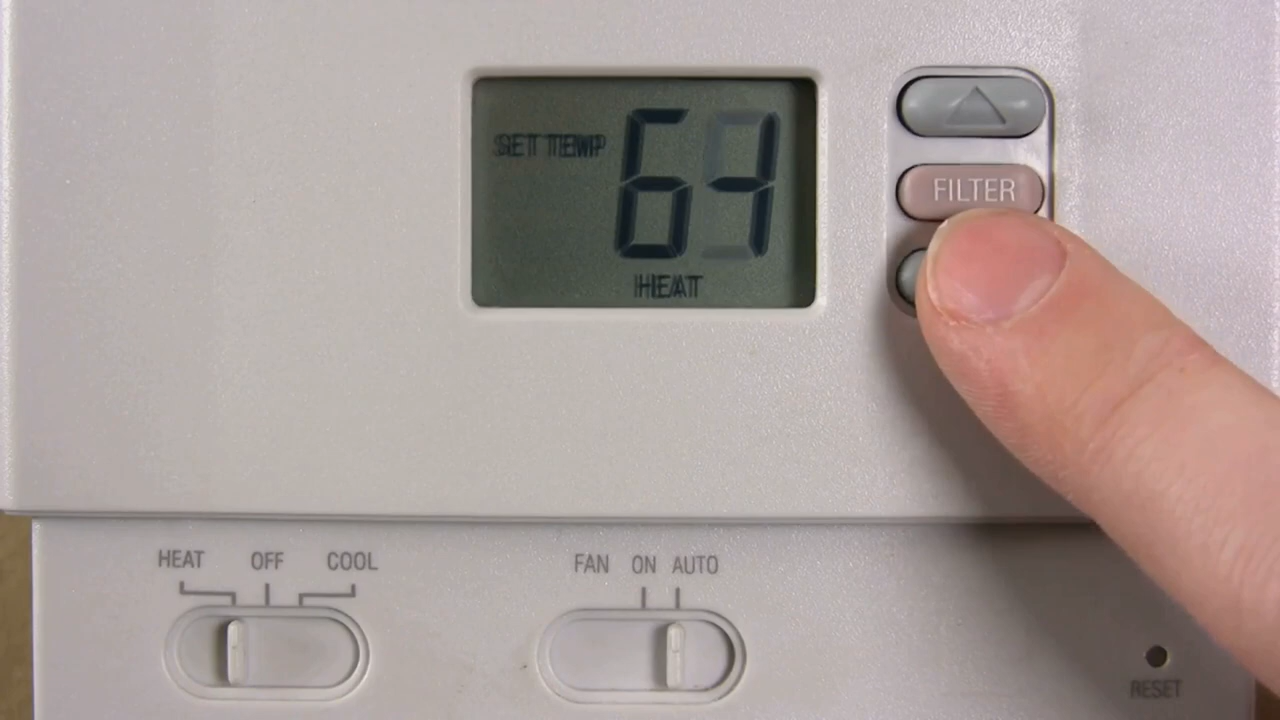 SET TEMP
64
HEAT
FILTER
HEAT OFF COOL
FAN ON AUTO
RESET